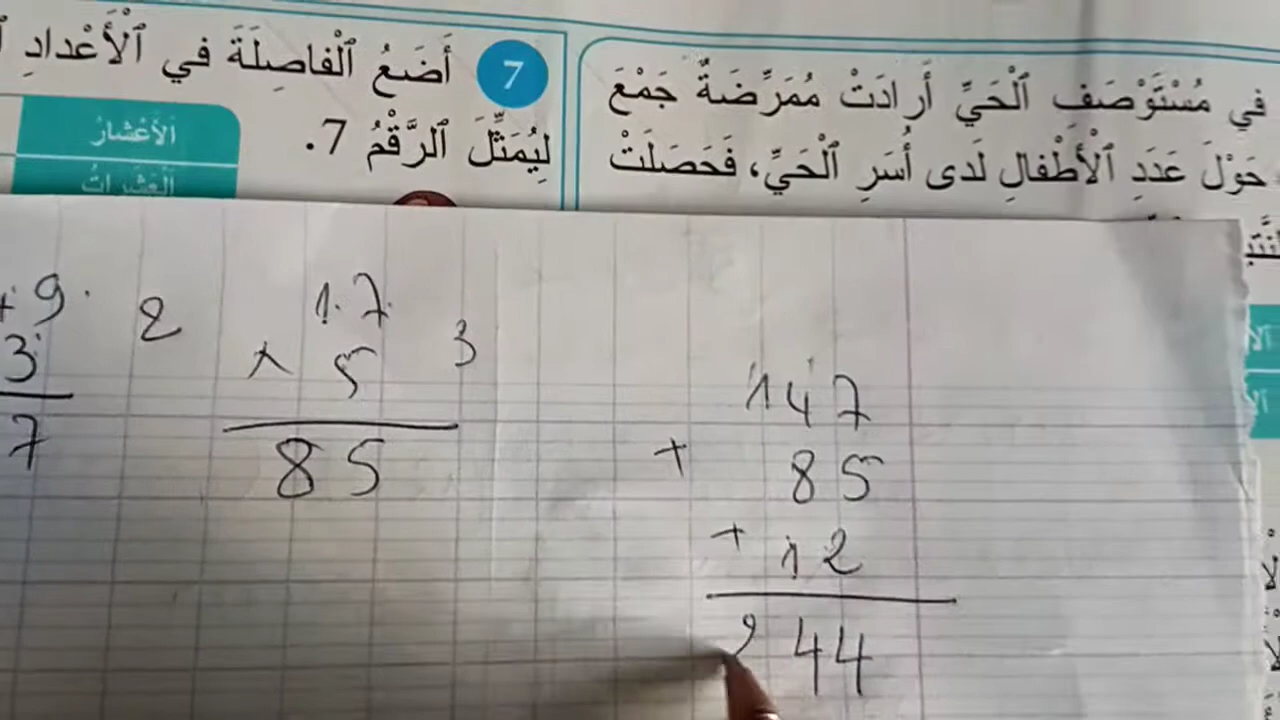 في مُسْتَوْصَفِ ٱلْحَيِّ أَرادَتْ مُمَرِّضَةٌ جَمْعَ
حَوْلَ عَدَدِ ٱلْأَطْفالِ لَدى أُسَرِ ٱلْحَيِّ، فَحَصَلَتْ
7 أَضَعُ ٱلْفاصِلَةَ في ٱلْأَعْدادِ
لِيُمَثِّلَ ٱلرَّقْمُ 7.
اَلْأَعْشارُ
اَلْعَشَراتُ
+9 2
3
7
17
× 5 3
85
147
+ 85
+ 12
244